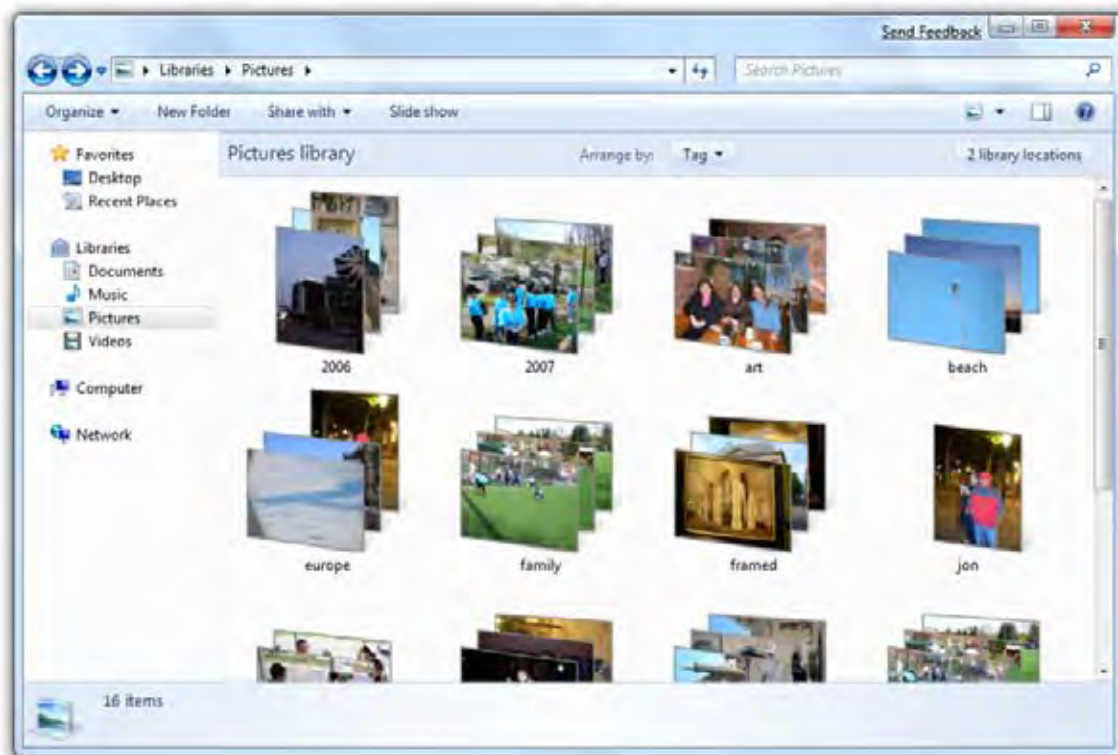 Send Feedback
Libraries Pictures
Search Pictures
Organize New Folder Share with Slide show
Favorites
Desktop
Recent Places
Libraries
Documents
Music
Pictures
Videos
Computer
Network
Pictures library Arrange by: Tag 2 library locations
2006 2007 art beach
europe family framed jon
16 items